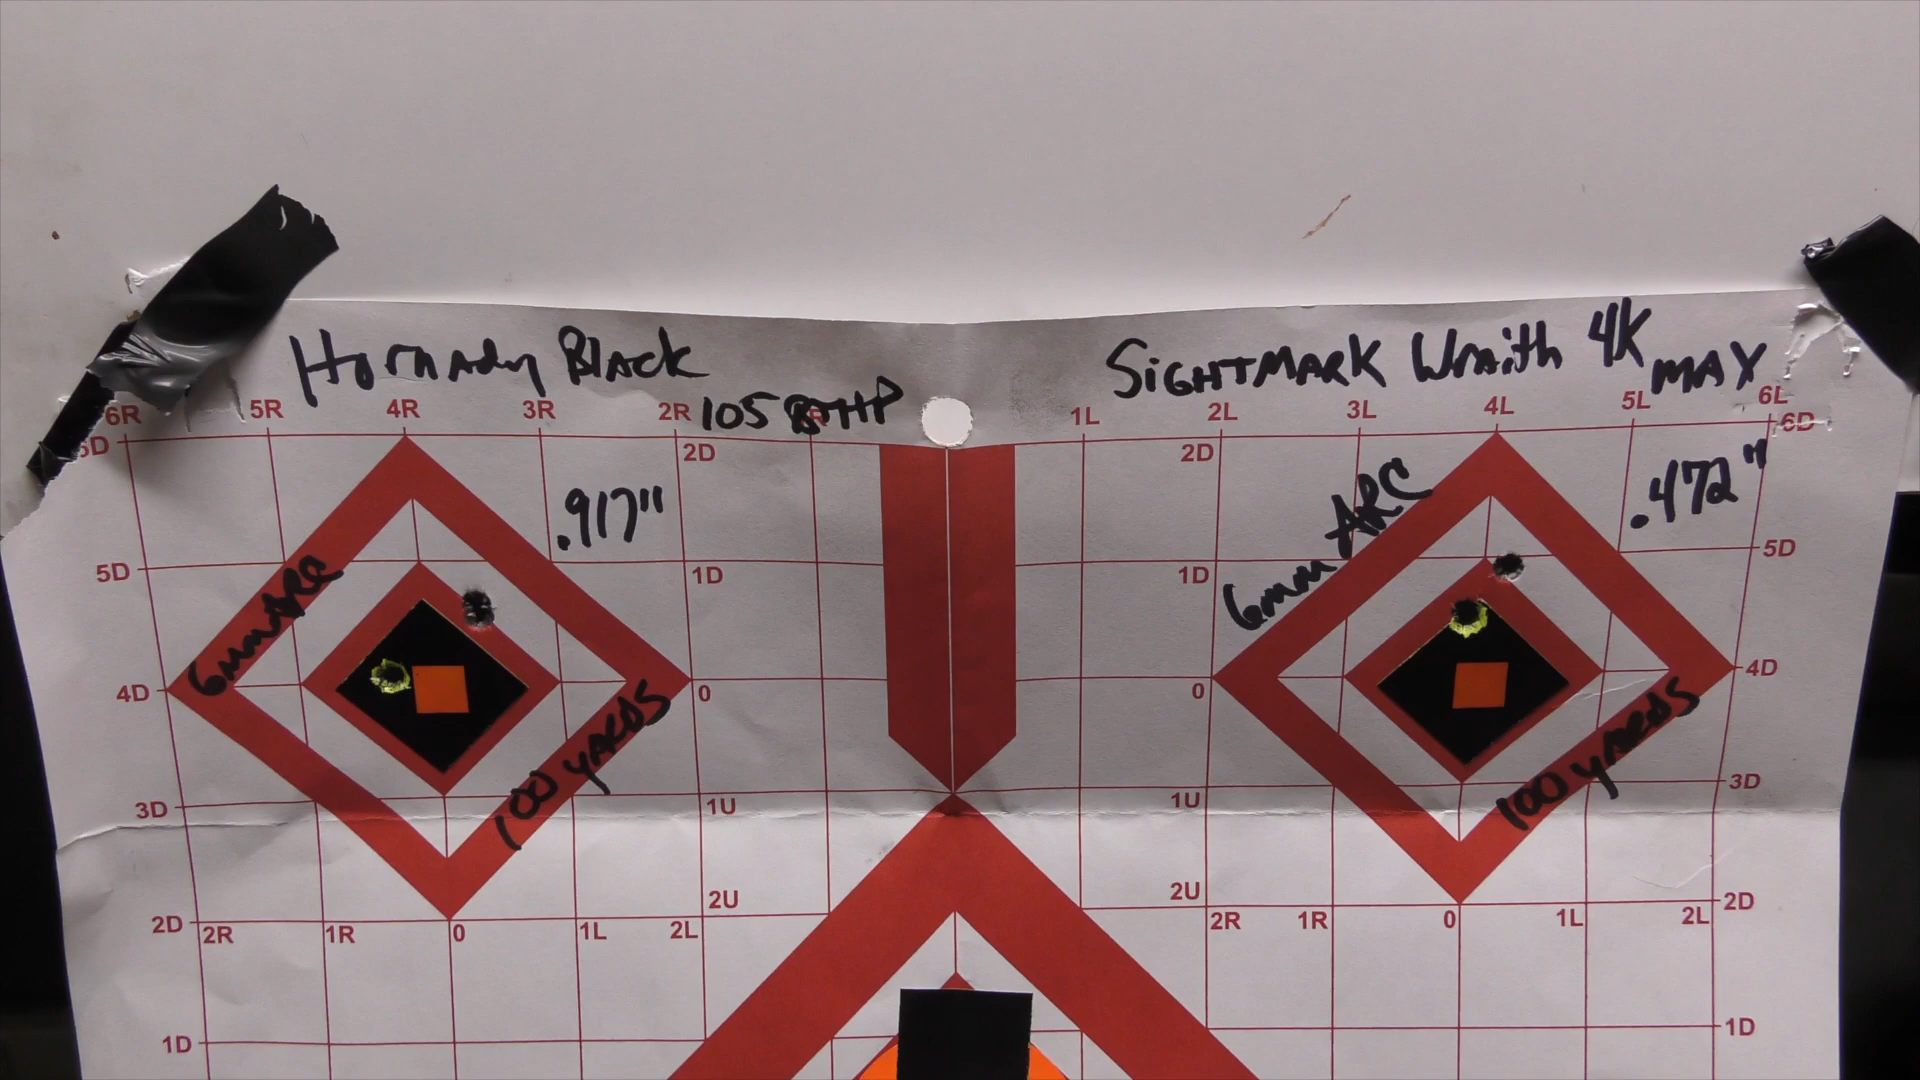 Hornady Black
SIGHTMARK Wraith 4K
MAX
105 BTHP
6R 5R 4R 3R 2R 1L 2L 3L 4L 5L 6L
6D 2D 2D 6D
.917"
6mm ARC
.472"
5D 1D 1D 5D
6mm ARC
4D 0 0 4D
100 YARDS
100 YARDS
3D 1U 1U 3D
2D 2U 2U 2D
2R 1R 0 1L 2L 2R 1R 0 1L 2L
1D 1D